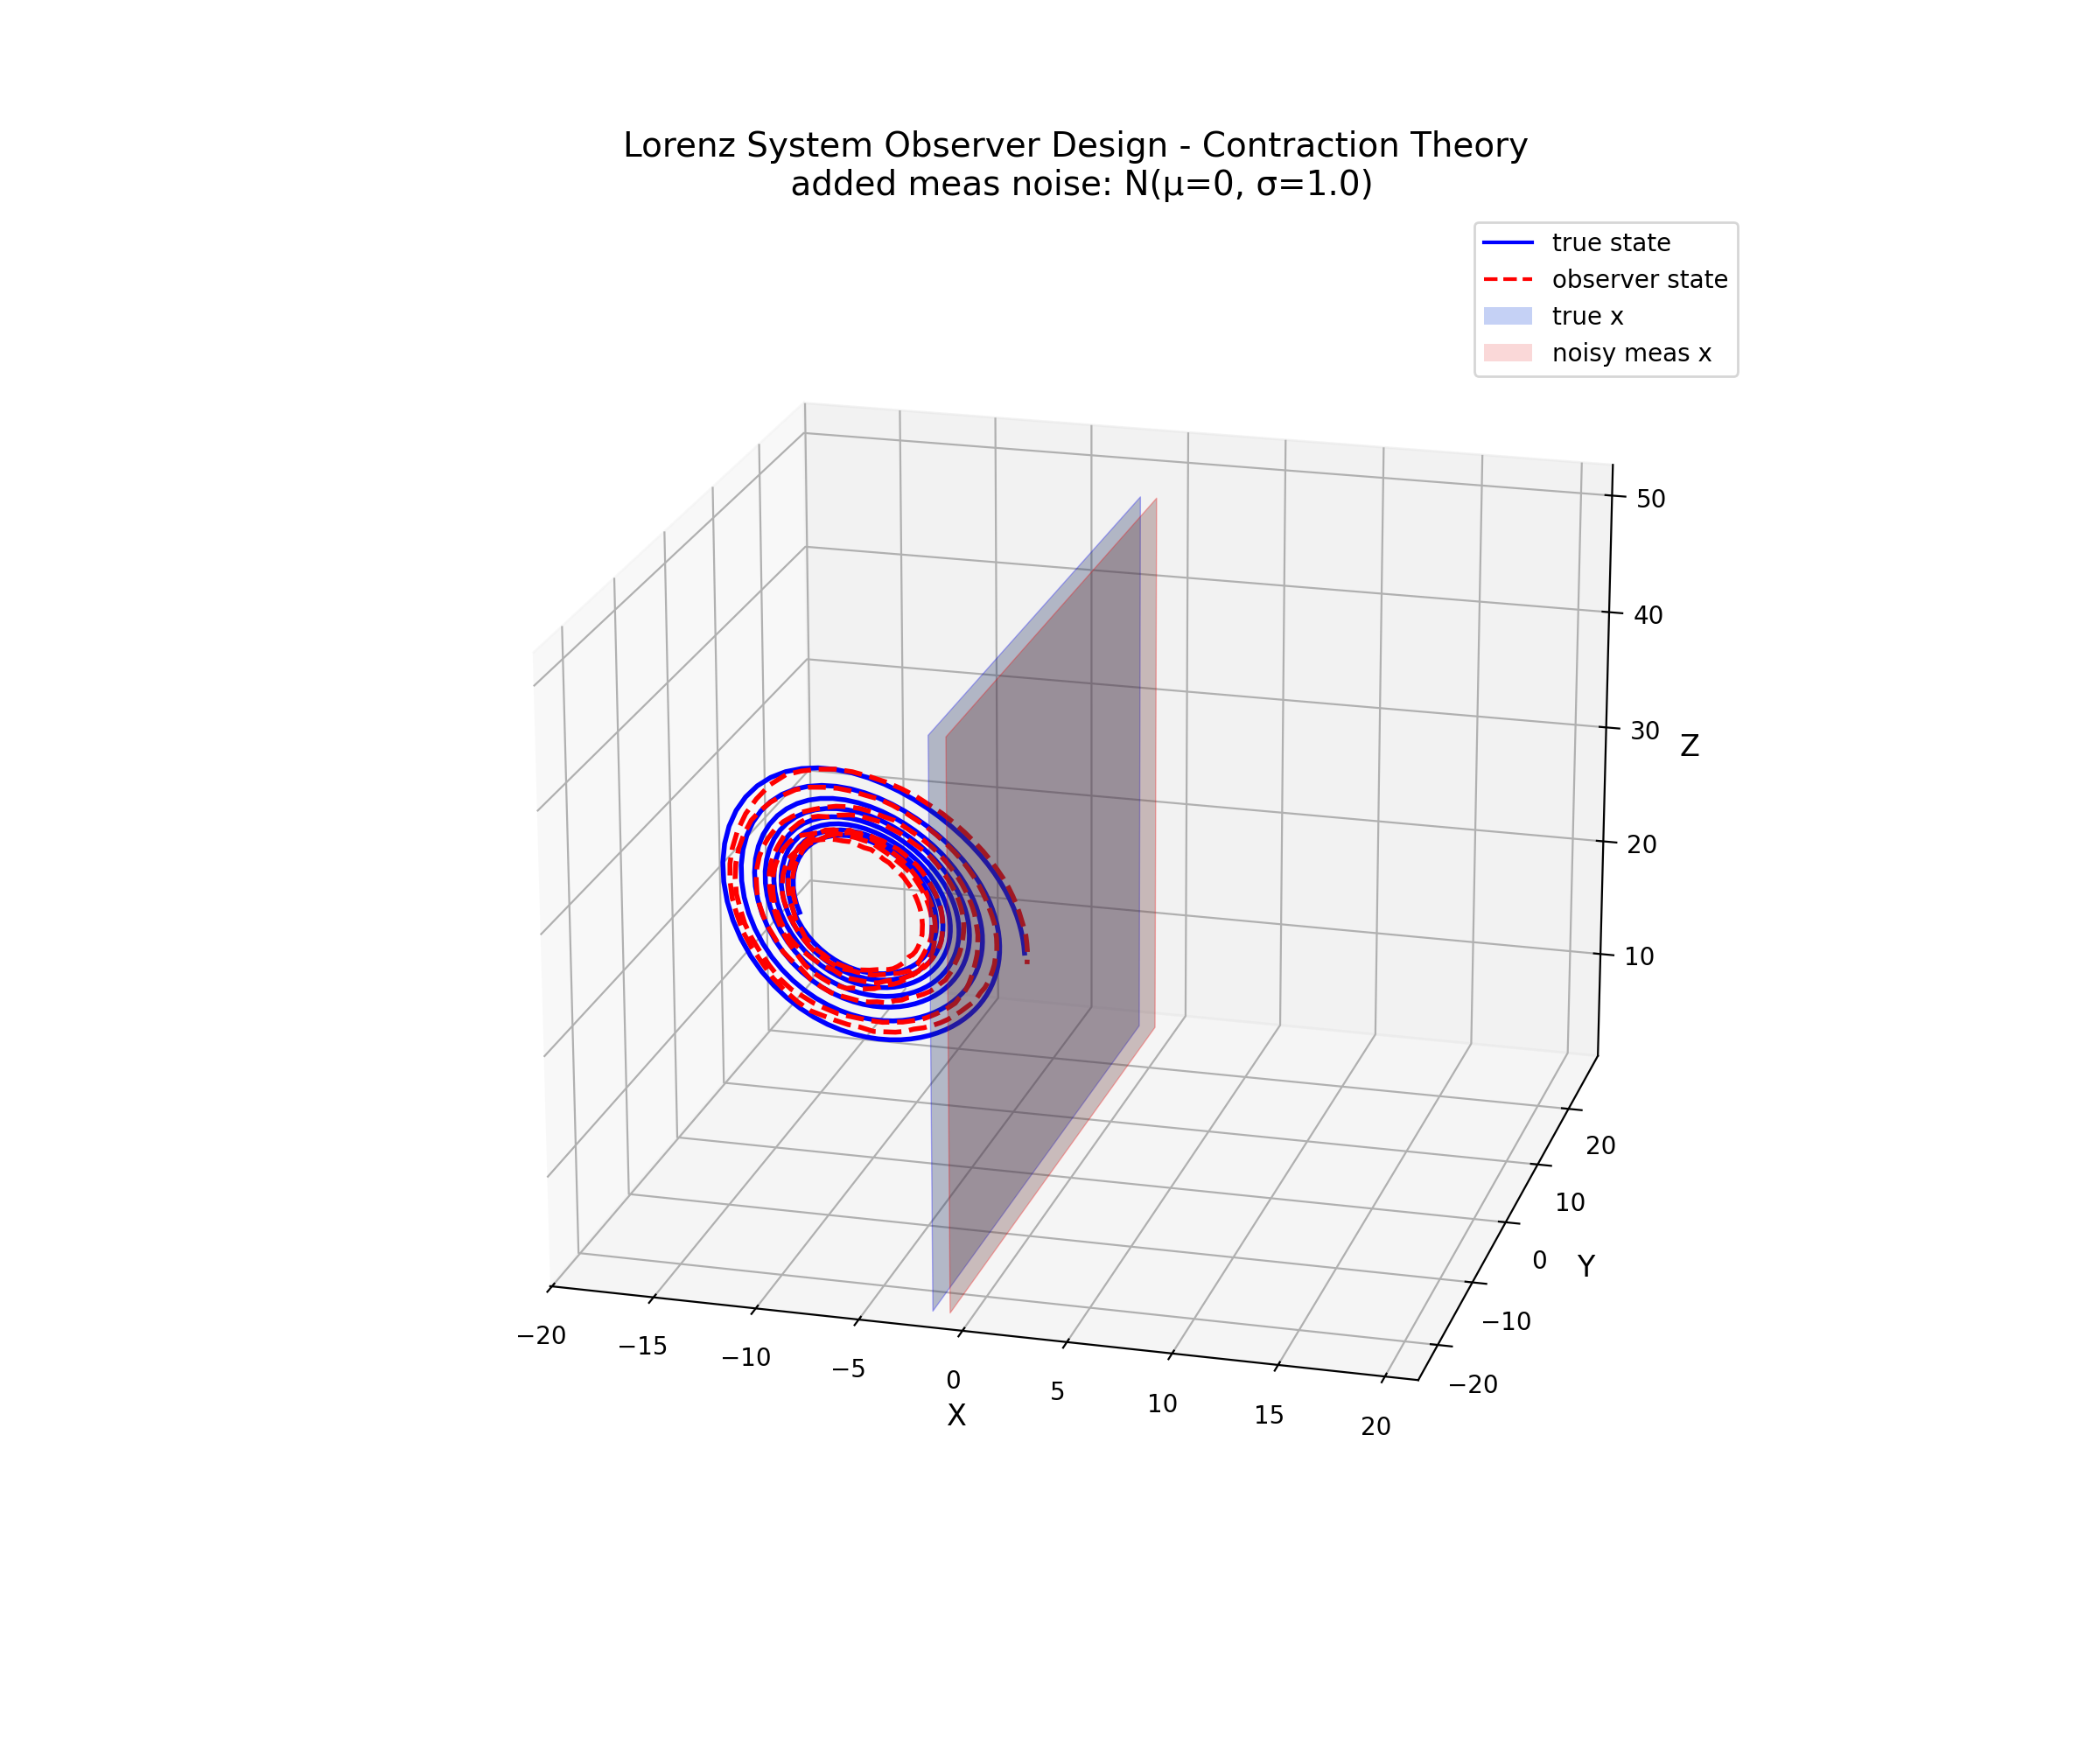 Lorenz System Observer Design - Contraction Theory
added meas noise: N(μ=0, σ=1.0)
true state
observer state
true x
noisy meas x
50
40
30
Z
20
10
20
10
0
Y
−10
−20
−20
−15
−10
−5
0
5
10
15
20
X